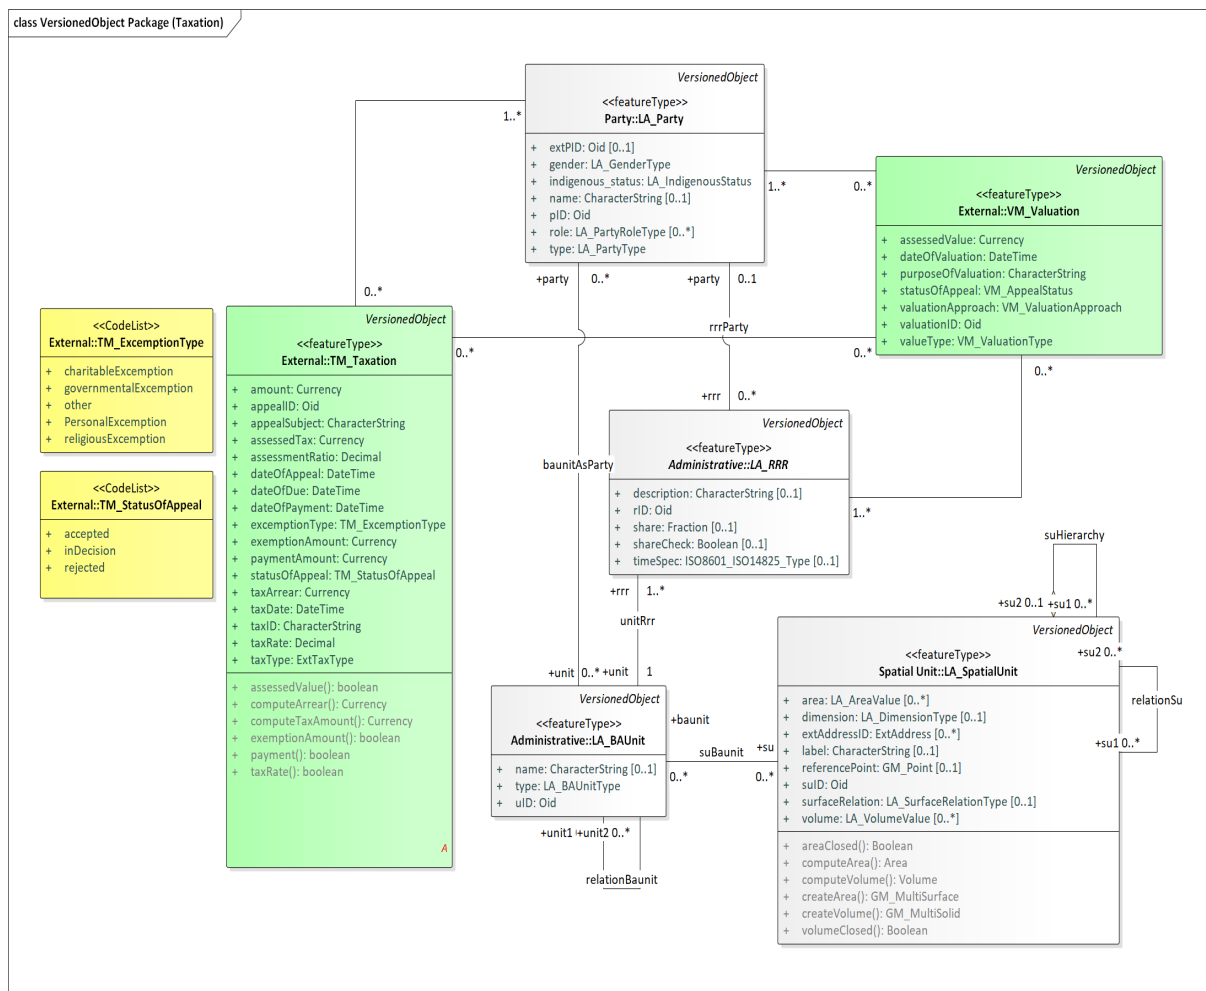 class VersionedObject Package (Taxation)
VersionedObject
<<featureType>>
Party::LA_Party
+ extPID: Oid [0..1]
+ gender: LA_GenderType
+ indigenous_status: LA_IndigenousStatus
+ name: CharacterString [0..1]
+ pID: Oid
+ role: LA_PartyRoleType [0..*]
+ type: LA_PartyType
1..*
0..*
1..*
0..*
VersionedObject
<<featureType>>
External::VM_Valuation
+ assessedValue: Currency
+ dateOfValuation: DateTime
+ purposeOfValuation: CharacterString
+ statusOfAppeal: VM_AppealStatus
+ valuationApproach: VM_ValuationApproach
+ valuationID: Oid
+ valueType: VM_ValuationType
+party 0..*
+party 0..1
rrrParty
0..*
0..*
0..*
+rrr 0..*
<<CodeList>>
External::TM_ExcemptionType
+ charitableExcemption
+ governmentalExcemption
+ other
+ PersonalExcemption
+ religiousExcemption
<<CodeList>>
External::TM_StatusOfAppeal
+ accepted
+ inDecision
+ rejected
VersionedObject
<<featureType>>
External::TM_Taxation
+ amount: Currency
+ appealID: Oid
+ appealSubject: CharacterString
+ assessedTax: Currency
+ assessmentRatio: Decimal
+ dateOfAppeal: DateTime
+ dateOfDue: DateTime
+ dateOfPayment: DateTime
+ excemptionType: TM_ExcemptionType
+ exemptionAmount: Currency
+ paymentAmount: Currency
+ statusOfAppeal: TM_StatusOfAppeal
+ taxArrear: Currency
+ taxDate: DateTime
+ taxID: CharacterString
+ taxRate: Decimal
+ taxType: ExtTaxType
+ assessedValue(): boolean
+ computeArrear(): Currency
+ computeTaxAmount(): Currency
+ exemptionAmount(): boolean
+ payment(): boolean
+ taxRate(): boolean
A
VersionedObject
<<featureType>>
Administrative::LA_RRR
+ description: CharacterString [0..1]
+ rID: Oid
+ share: Fraction [0..1]
+ shareCheck: Boolean [0..1]
+ timeSpec: ISO8601_ISO14825_Type [0..1]
1..*
baunitAsParty
+rrr 1..*
unitRrr
+unit 0..*
+unit 1
VersionedObject
<<featureType>>
Administrative::LA_BAUnit
+ name: CharacterString [0..1]
+ type: LA_BAUnitType
+ uID: Oid
+unit1 +unit2 0..*
relationBaunit
+baunit
0..*
suBaunit
+su
0..*
suHierarchy
+su2 0..1 +su1 0..*
VersionedObject
<<featureType>>
Spatial Unit::LA_SpatialUnit
+ area: LA_AreaValue [0..*]
+ dimension: LA_DimensionType [0..1]
+ extAddressID: ExtAddress [0..*]
+ label: CharacterString [0..1]
+ referencePoint: GM_Point [0..1]
+ suID: Oid
+ surfaceRelation: LA_SurfaceRelationType [0..1]
+ volume: LA_VolumeValue [0..*]
+ areaClosed(): Boolean
+ computeArea(): Area
+ computeVolume(): Volume
+ createArea(): GM_MultiSurface
+ createVolume(): GM_MultiSolid
+ volumeClosed(): Boolean
+su2 0..*
relationSu
+su1 0..*